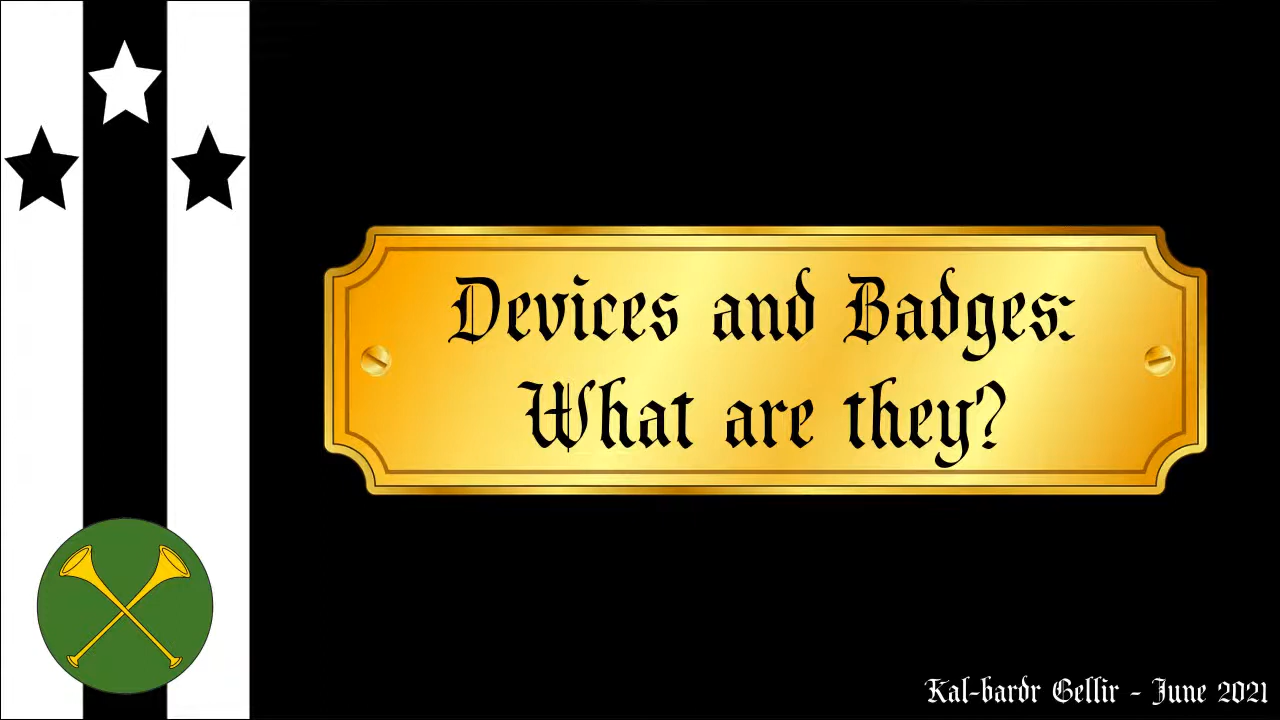 Devices and Badges:
What are they?
Kal-bardr Gellir - June 2021